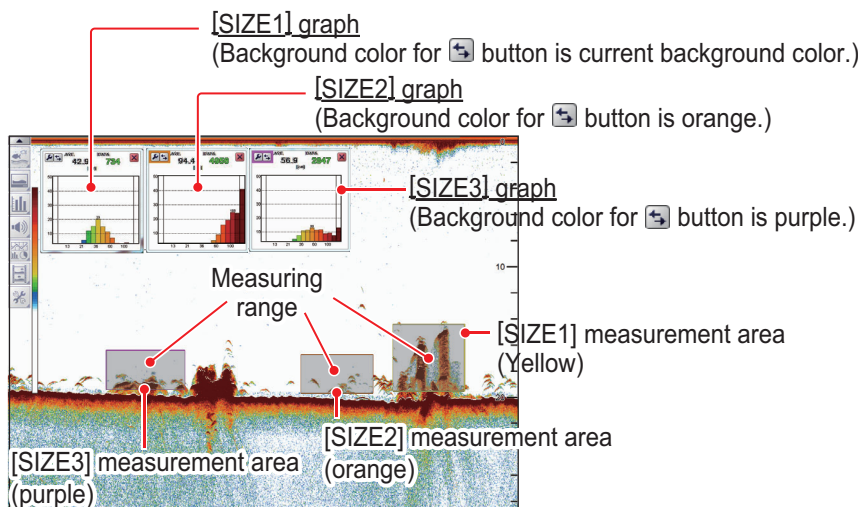 [SIZE1] graph
(Background color for button is current background color.)
[SIZE2] graph
(Background color for button is orange.)
[SIZE3] graph
(Background color for button is purple.)
42.9 734
94.4 4986
56.9 2847
Measuring
range
10
[SIZE1] measurement area
(Yellow)
[SIZE2] measurement area
(orange)
[SIZE3] measurement area
(purple)